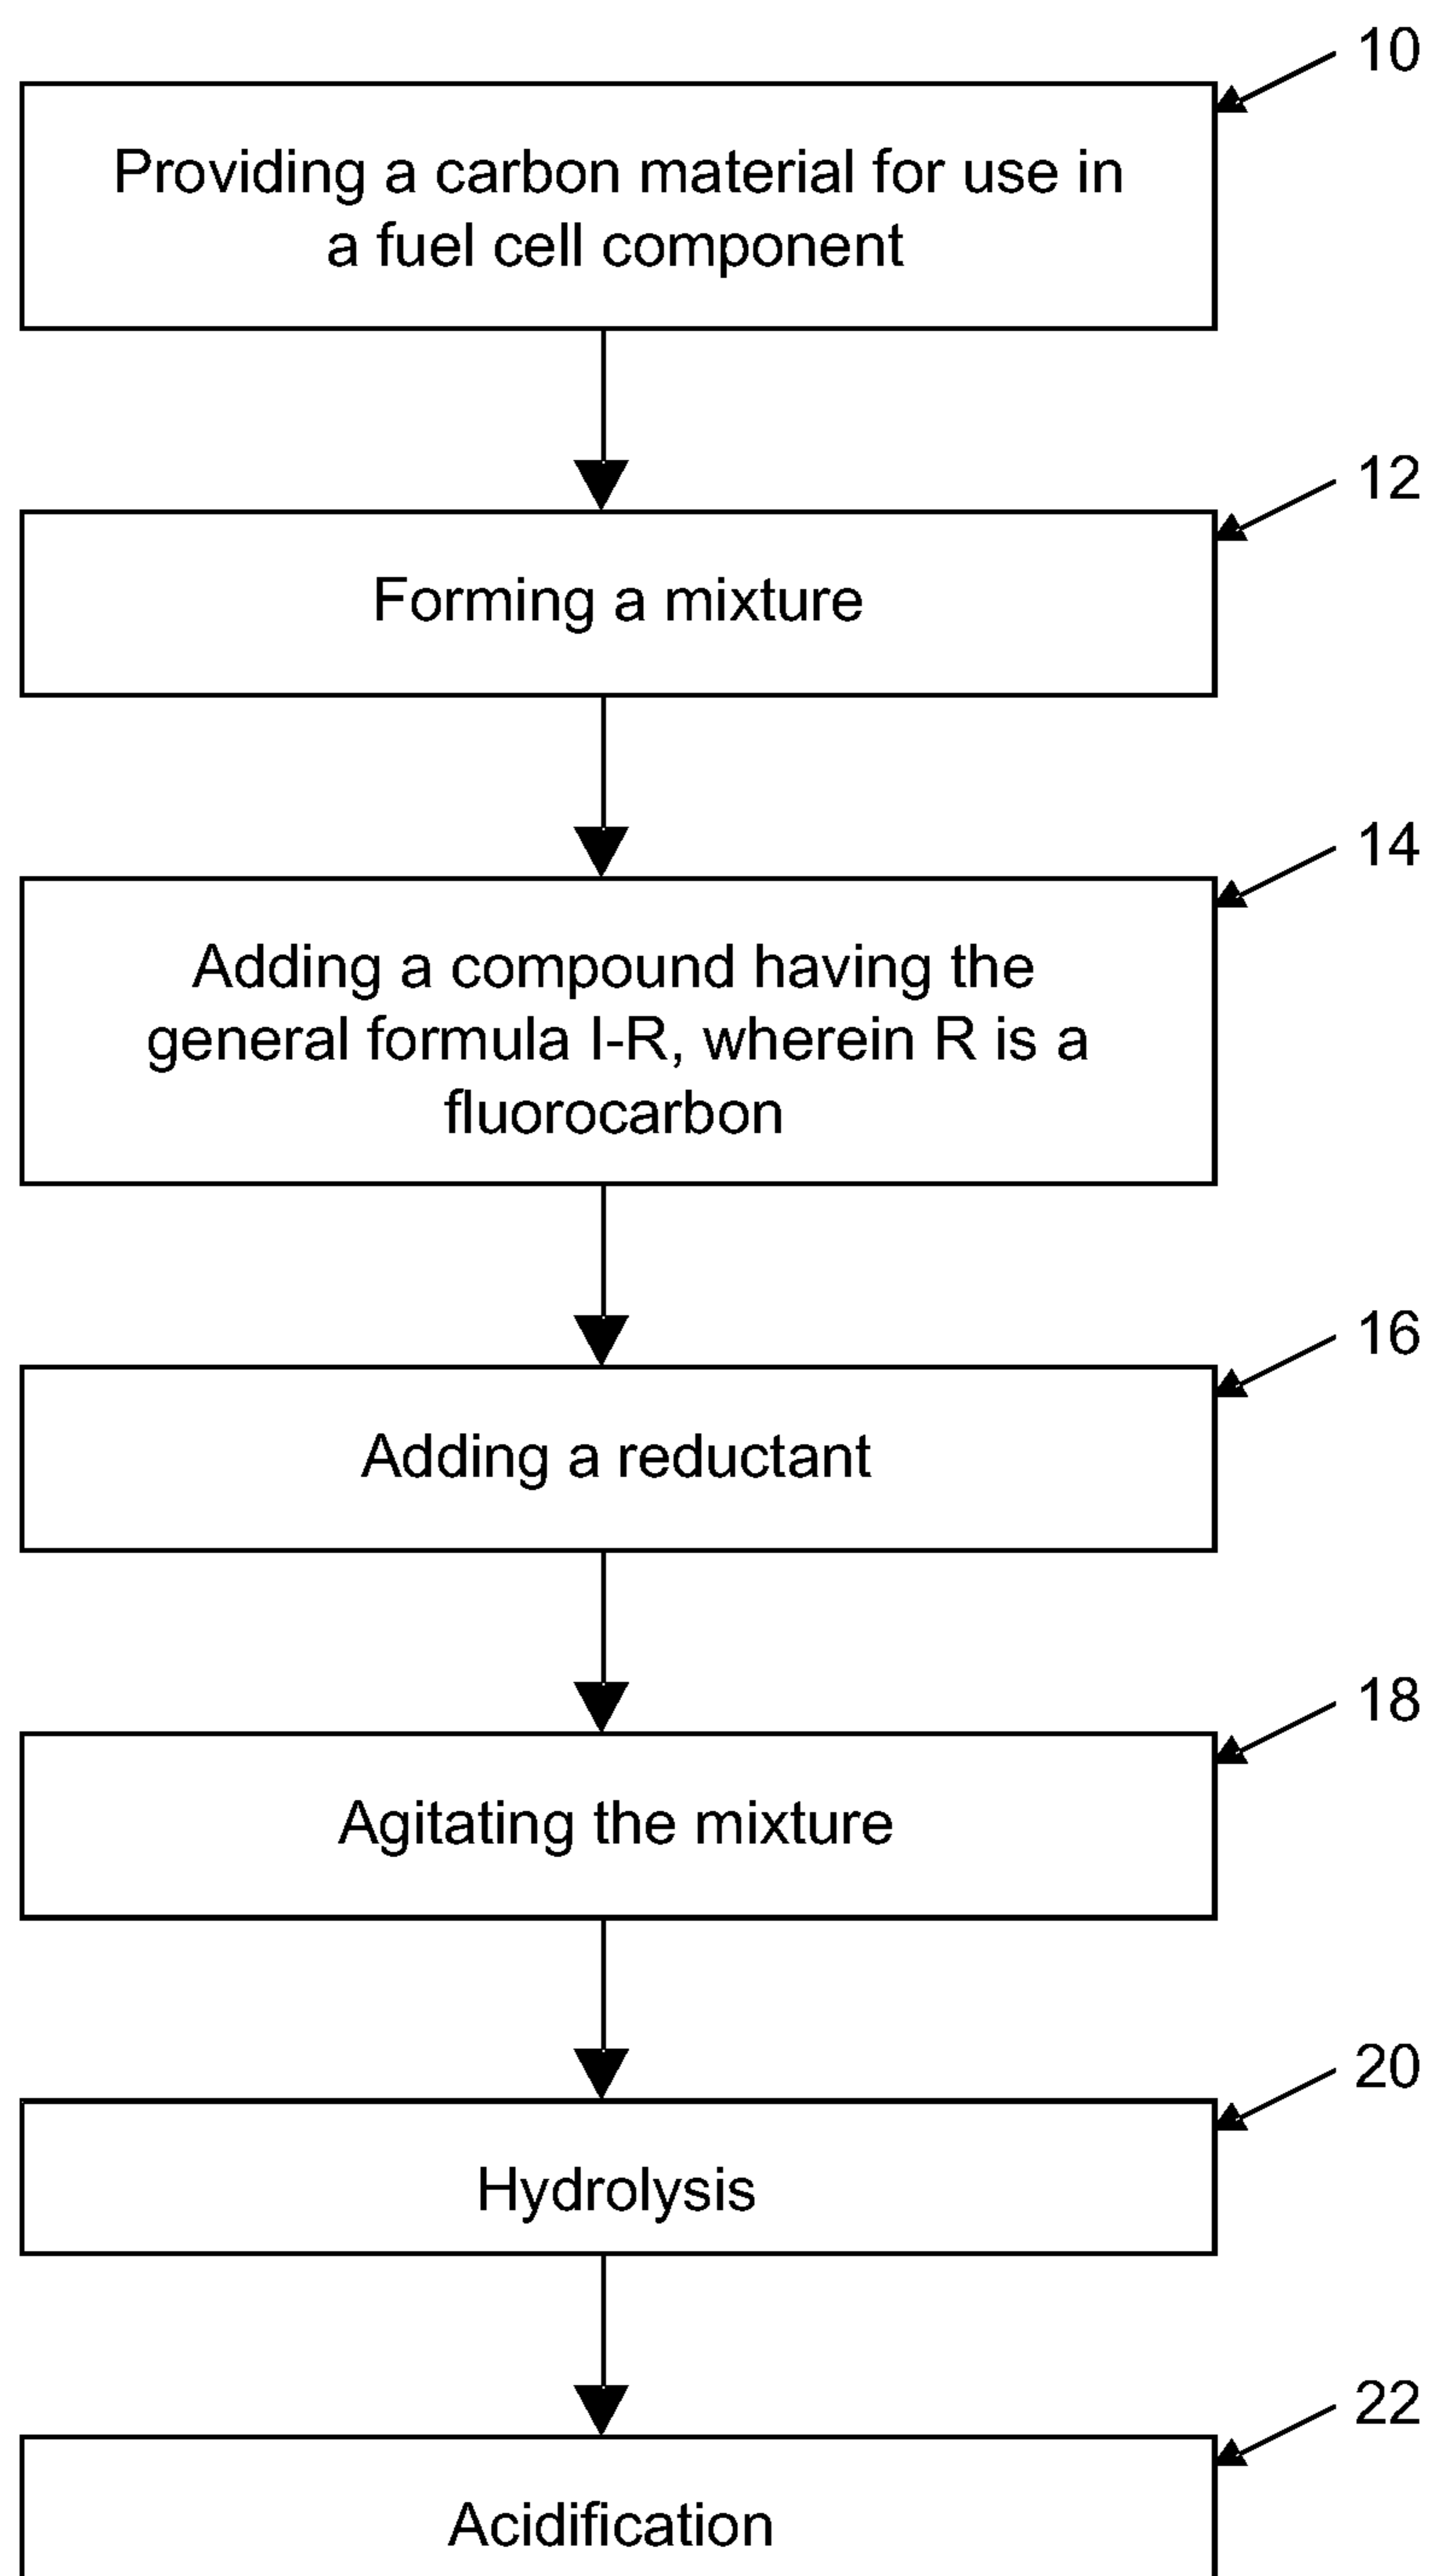 10
Providing a carbon material for use in
a fuel cell component
12
Forming a mixture
14
Adding a compound having the
general formula I-R, wherein R is a
fluorocarbon
16
Adding a reductant
18
Agitating the mixture
20
Hydrolysis
22
Acidification